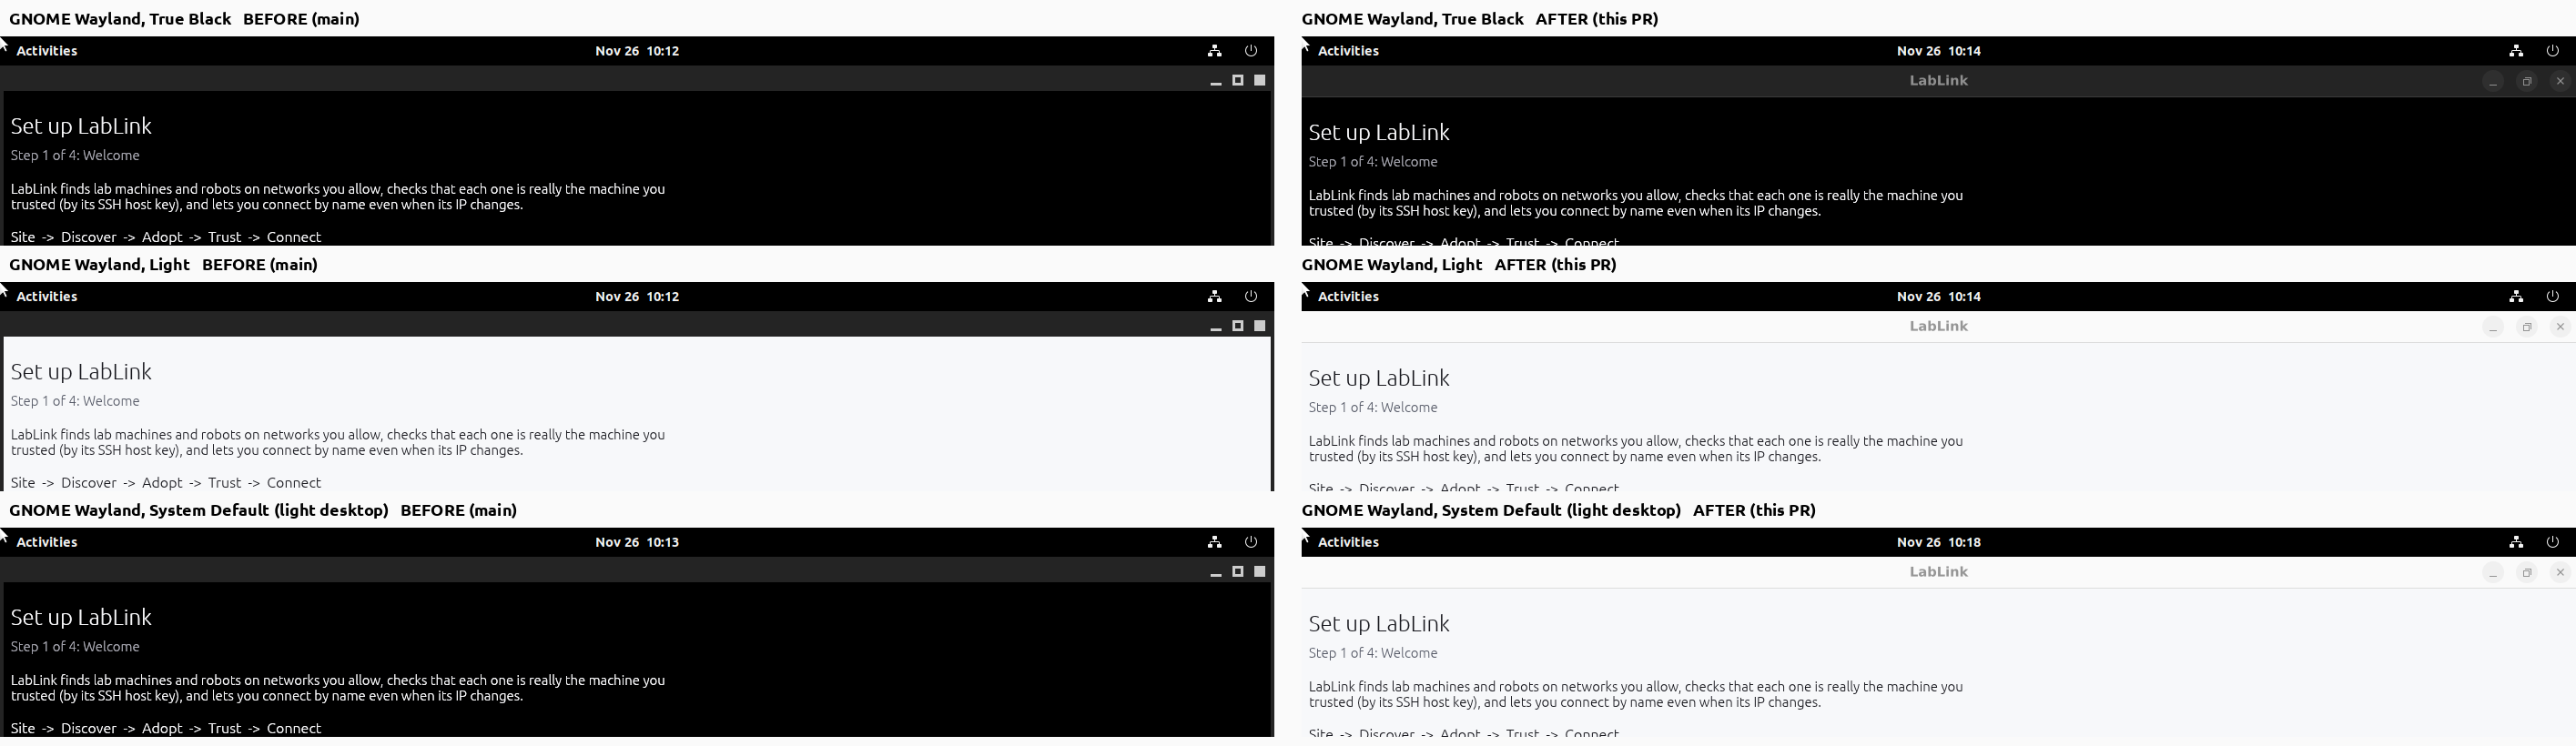 GNOME Wayland, True Black BEFORE (main)
Activities
Nov 26 10:12
Set up LabLink
Step 1 of 4: Welcome
LabLink finds lab machines and robots on networks you allow, checks that each one is really the machine you
trusted (by its SSH host key), and lets you connect by name even when its IP changes.
Site -> Discover -> Adopt -> Trust -> Connect
GNOME Wayland, True Black AFTER (this PR)
Activities
Nov 26 10:14
LabLink
Set up LabLink
Step 1 of 4: Welcome
LabLink finds lab machines and robots on networks you allow, checks that each one is really the machine you
trusted (by its SSH host key), and lets you connect by name even when its IP changes.
Site -> Discover -> Adopt -> Trust -> Connect
GNOME Wayland, Light BEFORE (main)
Activities
Nov 26 10:12
Set up LabLink
Step 1 of 4: Welcome
LabLink finds lab machines and robots on networks you allow, checks that each one is really the machine you
trusted (by its SSH host key), and lets you connect by name even when its IP changes.
Site -> Discover -> Adopt -> Trust -> Connect
GNOME Wayland, Light AFTER (this PR)
Activities
Nov 26 10:14
LabLink
Set up LabLink
Step 1 of 4: Welcome
LabLink finds lab machines and robots on networks you allow, checks that each one is really the machine you
trusted (by its SSH host key), and lets you connect by name even when its IP changes.
Site -> Discover -> Adopt -> Trust -> Connect
GNOME Wayland, System Default (light desktop) BEFORE (main)
Activities
Nov 26 10:13
Set up LabLink
Step 1 of 4: Welcome
LabLink finds lab machines and robots on networks you allow, checks that each one is really the machine you
trusted (by its SSH host key), and lets you connect by name even when its IP changes.
Site -> Discover -> Adopt -> Trust -> Connect
GNOME Wayland, System Default (light desktop) AFTER (this PR)
Activities
Nov 26 10:18
LabLink
Set up LabLink
Step 1 of 4: Welcome
LabLink finds lab machines and robots on networks you allow, checks that each one is really the machine you
trusted (by its SSH host key), and lets you connect by name even when its IP changes.
Site -> Discover -> Adopt -> Trust -> Connect